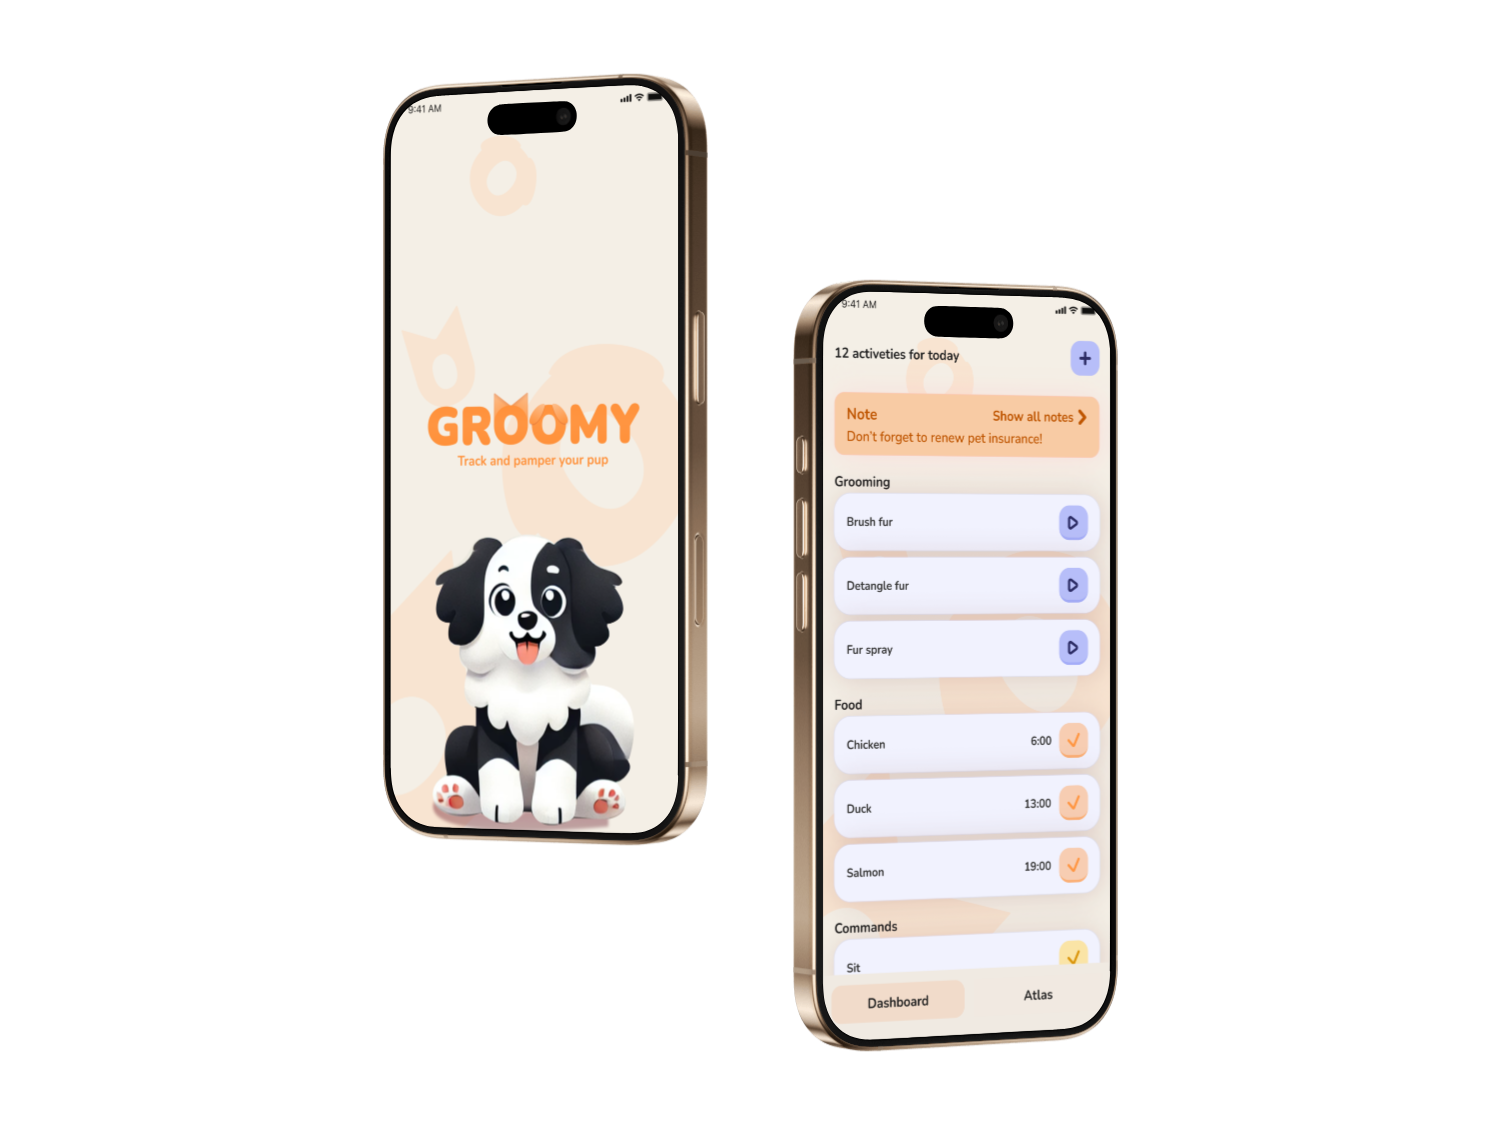 9:41 AM
GROOMY
Track and pamper your pup
9:41 AM
12 activeties for today
+
Note
Show all notes
Don't forget to renew pet insurance!
Grooming
Brush fur
Detangle fur
Fur spray
Food
Chicken 6:00
Duck 13:00
Salmon 19:00
Commands
Sit
Dashboard
Atlas